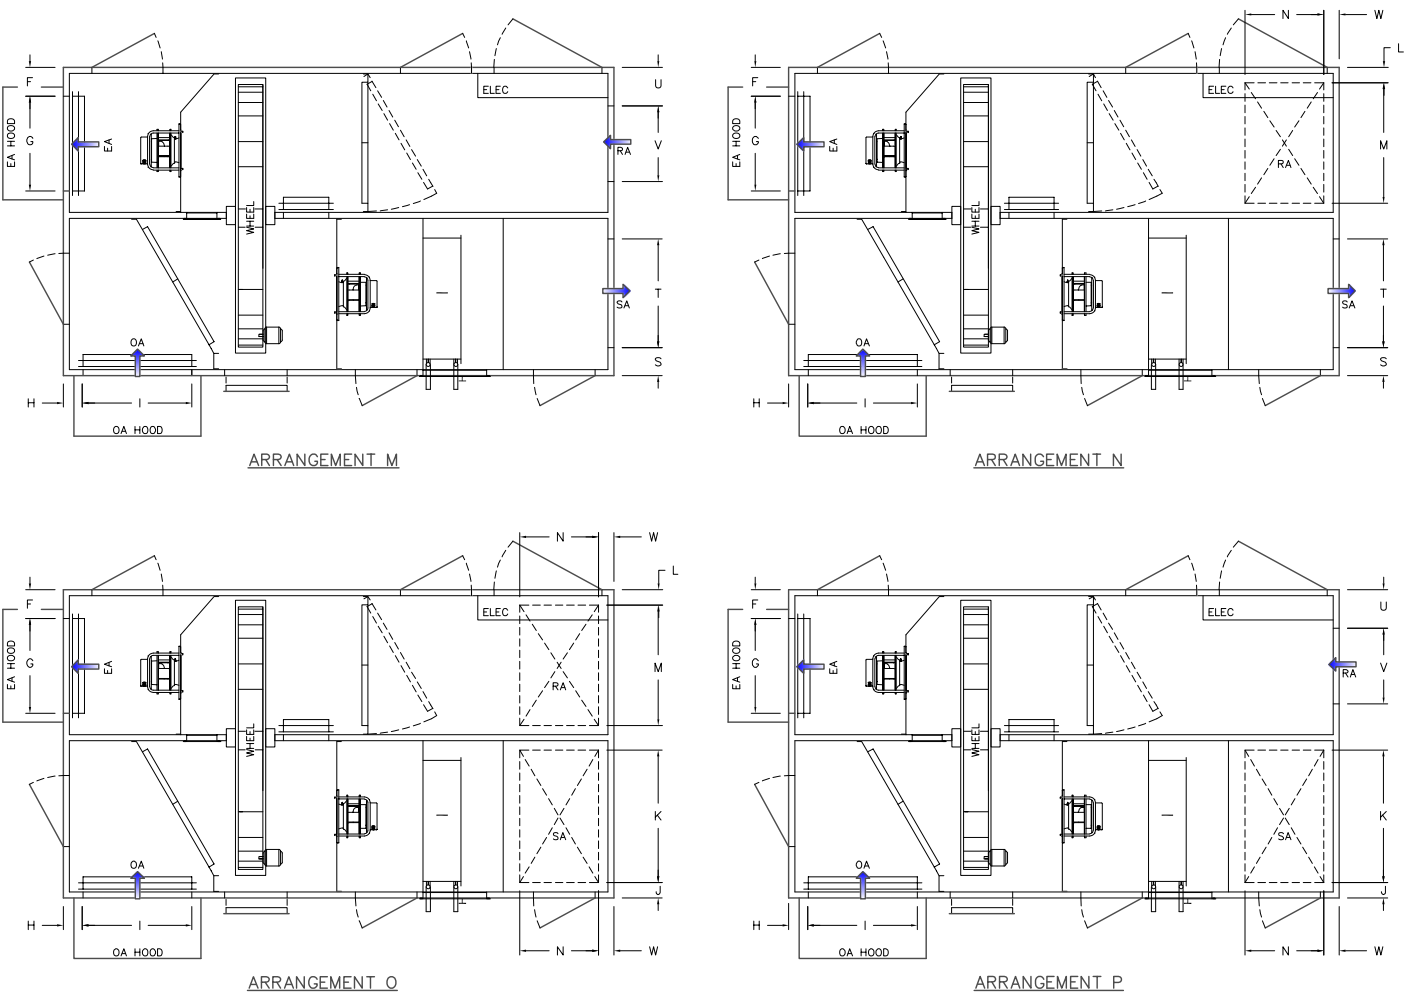 F
U
ELEC
EA HOOD
G
EA
V
RA
WHEEL
T
SA
OA
S
H
I
OA HOOD
ARRANGEMENT M
N
W
L
F
ELEC
EA HOOD
G
EA
M
RA
WHEEL
T
SA
OA
S
H
I
OA HOOD
ARRANGEMENT N
N
W
L
F
ELEC
EA HOOD
G
EA
M
RA
WHEEL
K
SA
OA
J
H
I
N
W
OA HOOD
ARRANGEMENT O
F
U
ELEC
EA HOOD
G
EA
V
RA
WHEEL
K
SA
OA
J
H
I
N
W
OA HOOD
ARRANGEMENT P